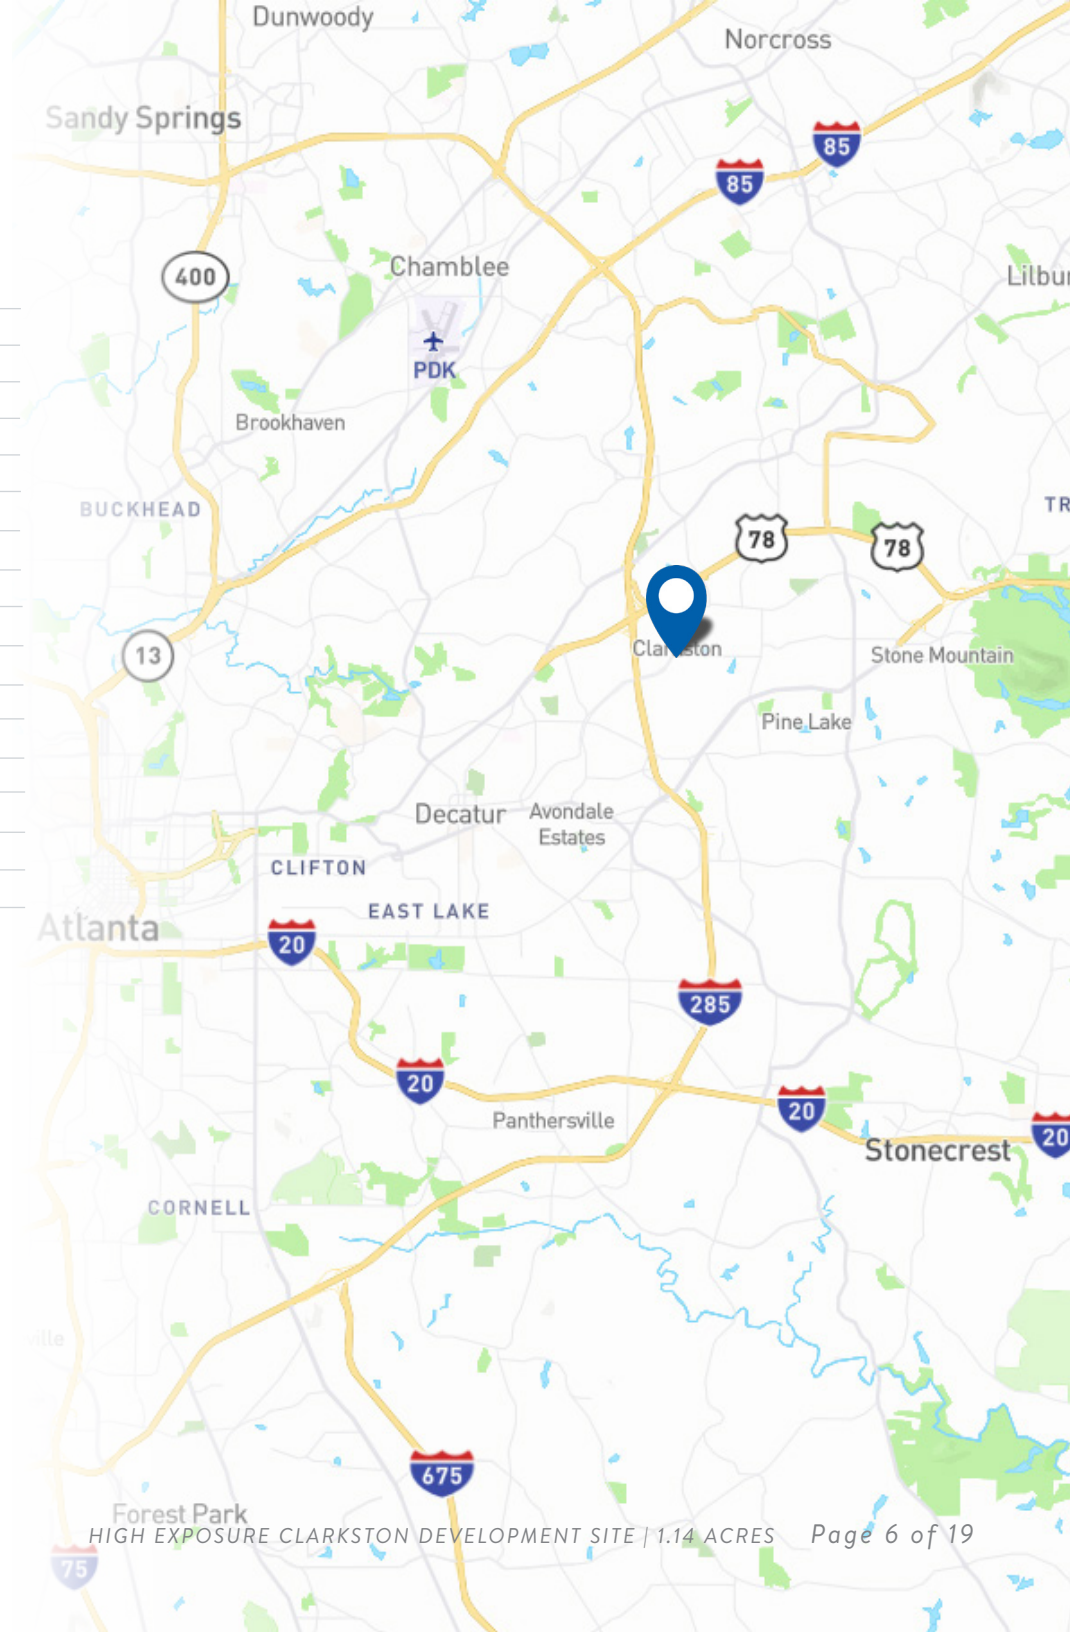 Dunwoody
Norcross
Sandy Springs
85
85
400
Chamblee
Lilbur
PDK
Brookhaven
BUCKHEAD
TR
78
78
13
Clarkston
Stone Mountain
Pine Lake
Decatur
Avondale
Estates
CLIFTON
EAST LAKE
Atlanta
20
285
20
20
Panthersville
20
Stonecrest
CORNELL
ville
675
Forest Park
HIGH EXPOSURE CLARKSTON DEVELOPMENT SITE | 1.14 ACRES Page 6 of 19
75